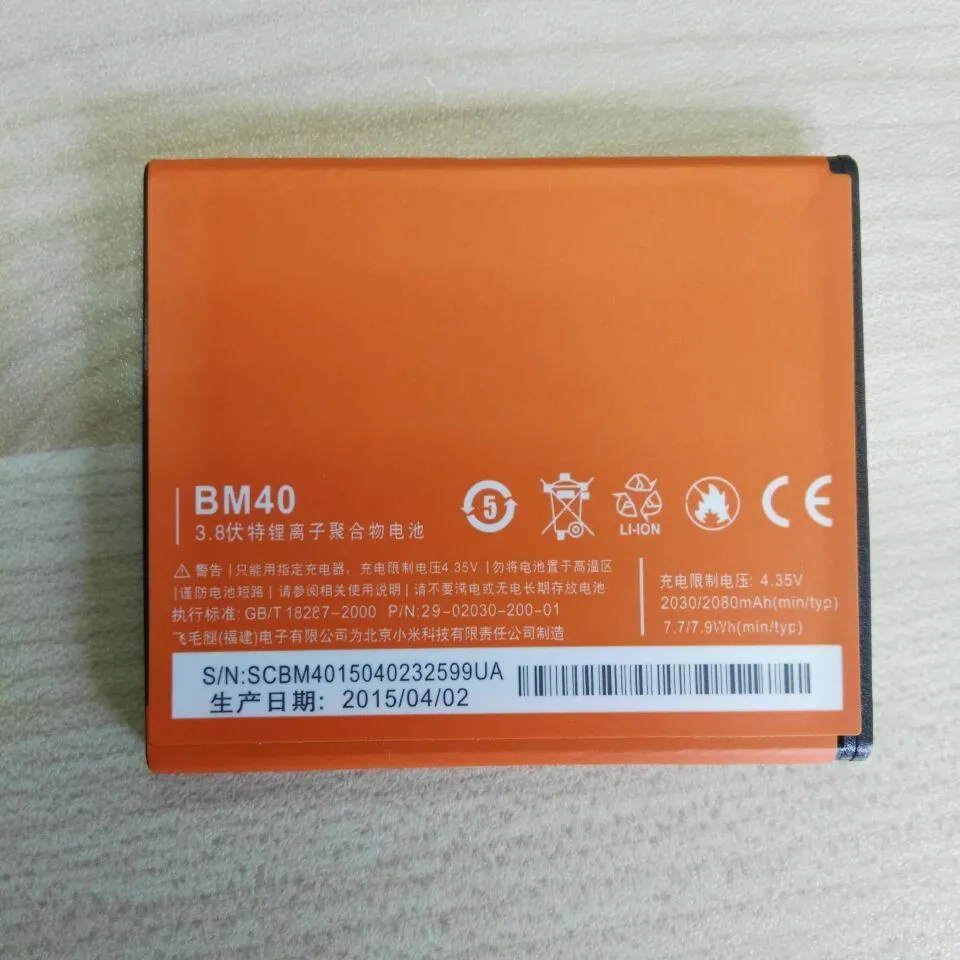 BM40
3.8伏特锂离子聚合物电池
5
LI-ION
CE
警告|只能用指定充电器，充电限制电压4.35V|勿将电池置于高温区
|谨防电池短路|请参阅相关使用说明|请不要满电或无电长期存放电池
执行标准: GB/T 18287-2000 P/N:29-02030-200-01
飞毛腿(福建)电子有限公司为北京小米科技有限责任公司制造
充电限制电压: 4.35V
2030/2080mAh(min/typ)
7.7/7.9Wh(min/typ)
S/N:SCBM4015040232599UA
生产日期: 2015/04/02